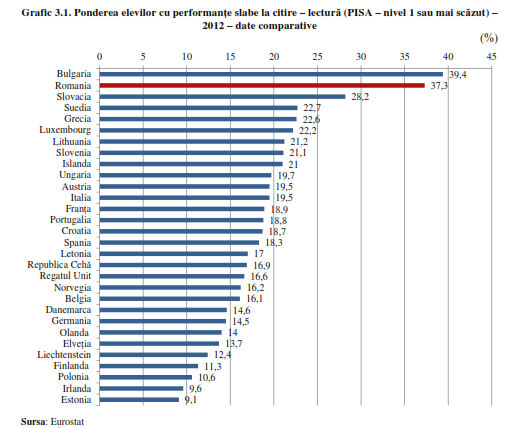 Grafic 3.1. Ponderea elevilor cu performanțe slabe la citire – lectură (PISA – nivel 1 sau mai scăzut) –
2012 – date comparative
(%)
0 5 10 15 20 25 30 35 40 45
Bulgaria 39,4
Romania 37,3
Slovacia 28,2
Suedia 22,7
Grecia 22,6
Luxembourg 22,2
Lithuania 21,2
Slovenia 21,1
Islanda 21
Ungaria 19,7
Austria 19,5
Italia 19,5
Franța 18,9
Portugalia 18,8
Croatia 18,7
Spania 18,3
Letonia 17
Republica Cehă 16,9
Regatul Unit 16,6
Norvegia 16,2
Belgia 16,1
Danemarca 14,6
Germania 14,5
Olanda 14
Elveția 13,7
Liechtenstein 12,4
Finlanda 11,3
Polonia 10,6
Irlanda 9,6
Estonia 9,1
Sursa: Eurostat